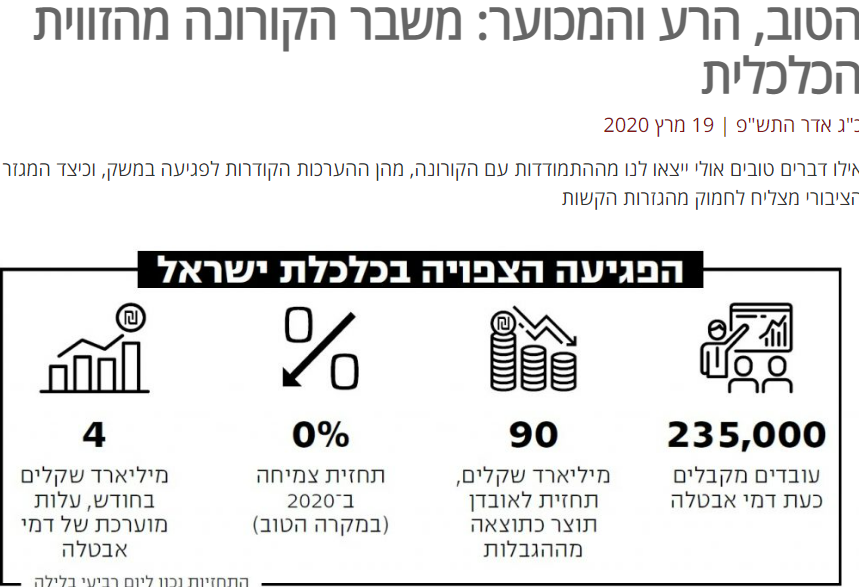 הטוב, הרע והמכוער: משבר הקורונה מהזווית
הכלכלית
כ"ג אדר התש"פ | 19 מרץ 2020
אילו דברים טובים אולי ייצאו לנו מההתמודדות עם הקורונה, מהן ההערכות הקודרות לפגיעה במשק, וכיצד המגזר
הציבורי מצליח לחמוק מהגזרות הקשות
הפגיעה הצפויה בכלכלת ישראל
235,000
עובדים מקבלים
כעת דמי אבטלה
90
מיליארד שקלים,
תחזית לאובדן
תוצר כתוצאה
מההגבלות
0%
תחזית צמיחה
ב־2020
(במקרה הטוב)
4
מיליארד שקלים
בחודש, עלות
מוערכת של דמי
אבטלה
התחזיות נכון ליום רביעי בלילה